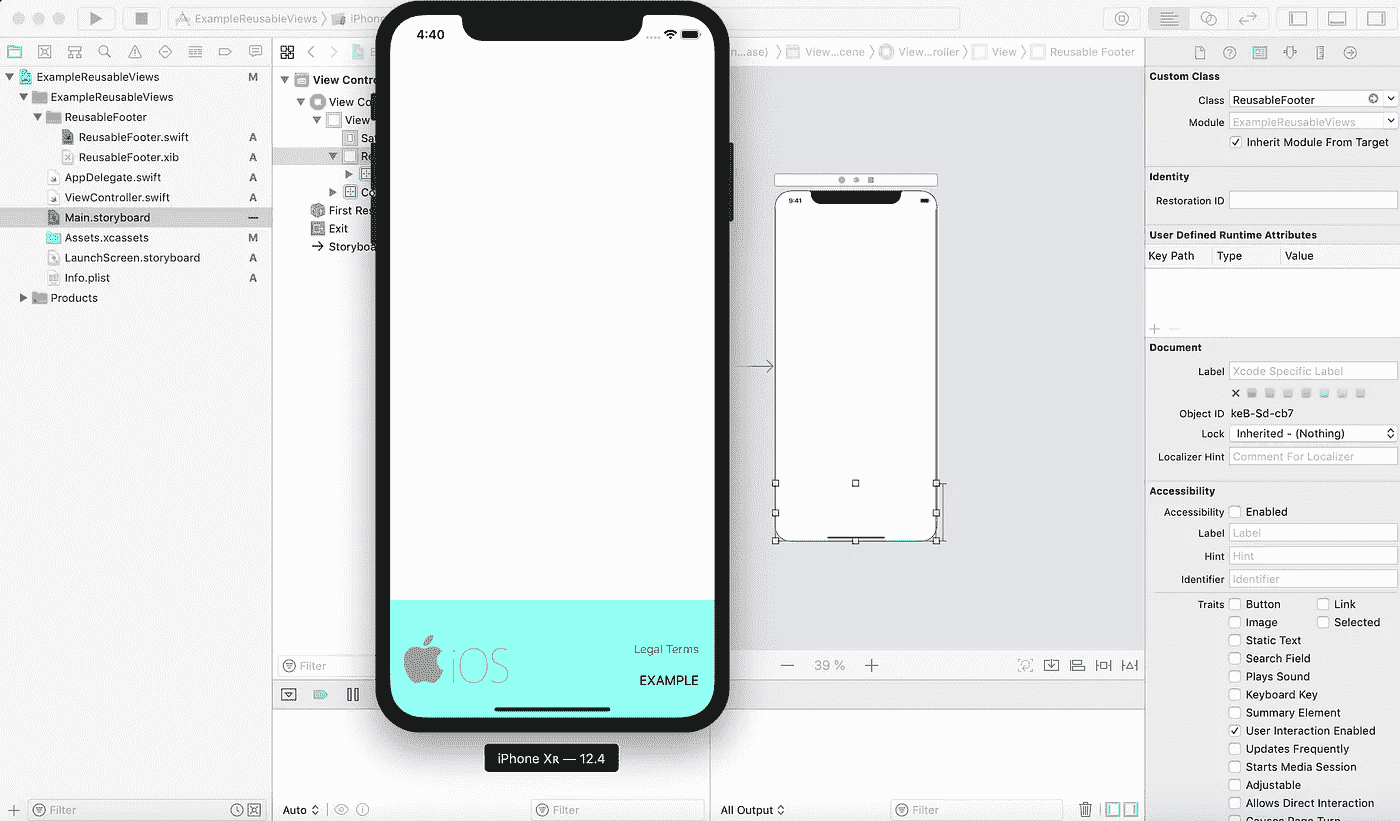 ExampleReusableViews
iPhone
ExampleReusableViews
M
ExampleReusableViews
ReusableFooter
ReusableFooter.swift
A
ReusableFooter.xib
A
AppDelegate.swift
A
ViewController.swift
A
Main.storyboard
Assets.xcassets
M
LaunchScreen.storyboard
A
Info.plist
A
Products
Filter
View Contro
View Co
View
Sa
Re
Co
First Res
Exit
Storyboa
Filter
4:40
iOS
Legal Terms
EXAMPLE
iPhone XR — 12.4
n...ase)
View...cene
View...roller
View
Reusable Footer
9:41
39 %
Auto
Filter
All Output
Filter
Custom Class
Class
ReusableFooter
Module
ExampleReusableViews
Inherit Module From Target
Identity
Restoration ID
User Defined Runtime Attributes
Key Path
Type
Value
Document
Label
Xcode Specific Label
Object ID
keB-Sd-cb7
Lock
Inherited - (Nothing)
Localizer Hint
Comment For Localizer
Accessibility
Accessibility
Enabled
Label
Label
Hint
Hint
Identifier
Identifier
Traits
Button
Link
Image
Selected
Static Text
Search Field
Plays Sound
Keyboard Key
Summary Element
User Interaction Enabled
Updates Frequently
Starts Media Session
Adjustable
Allows Direct Interaction
Causes Page Turn